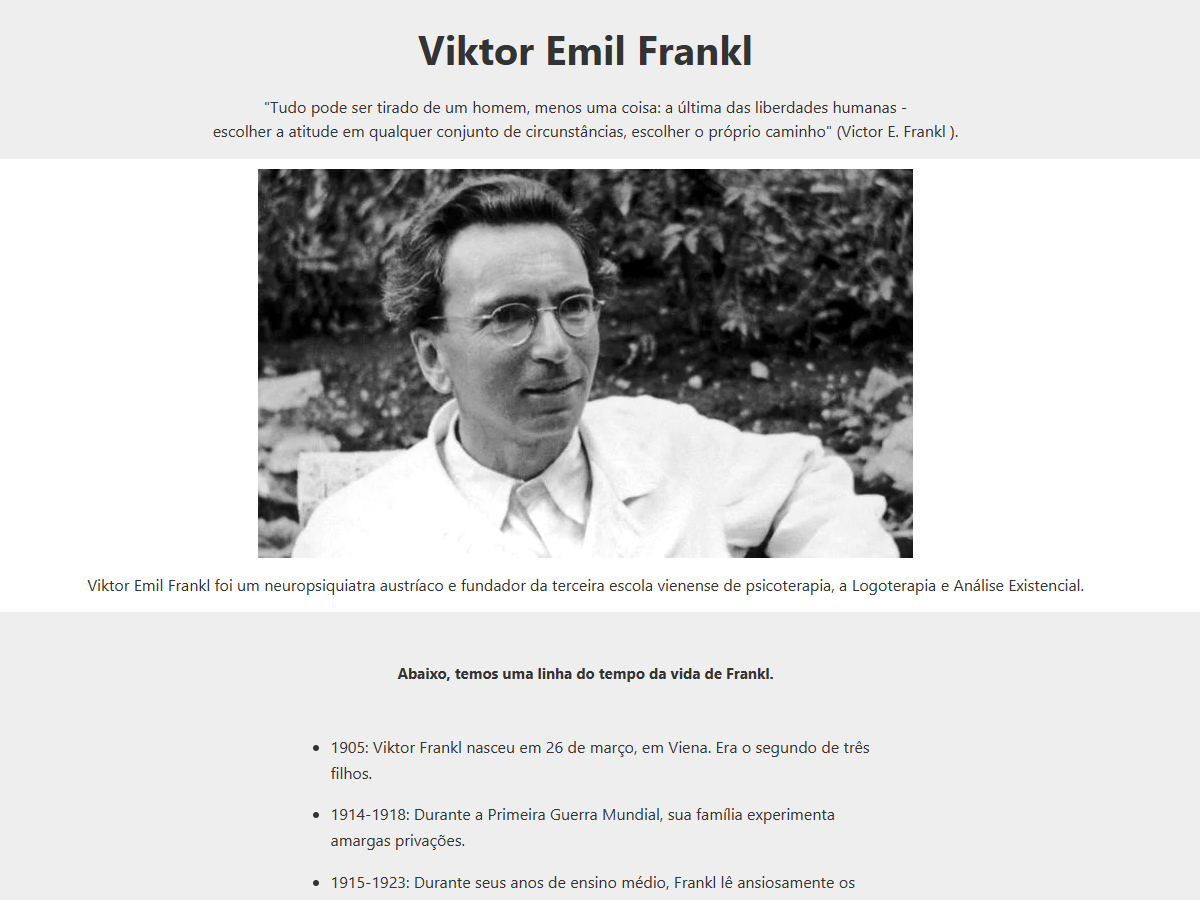 Viktor Emil Frankl
"Tudo pode ser tirado de um homem, menos uma coisa: a última das liberdades humanas -
escolher a atitude em qualquer conjunto de circunstâncias, escolher o próprio caminho" (Victor E. Frankl ).
Viktor Emil Frankl foi um neuropsiquiatra austríaco e fundador da terceira escola vienense de psicoterapia, a Logoterapia e Análise Existencial.
Abaixo, temos uma linha do tempo da vida de Frankl.
• 1905: Viktor Frankl nasceu em 26 de março, em Viena. Era o segundo de três
filhos.
• 1914-1918: Durante a Primeira Guerra Mundial, sua família experimenta
amargas privações.
• 1915-1923: Durante seus anos de ensino médio, Frankl lê ansiosamente os